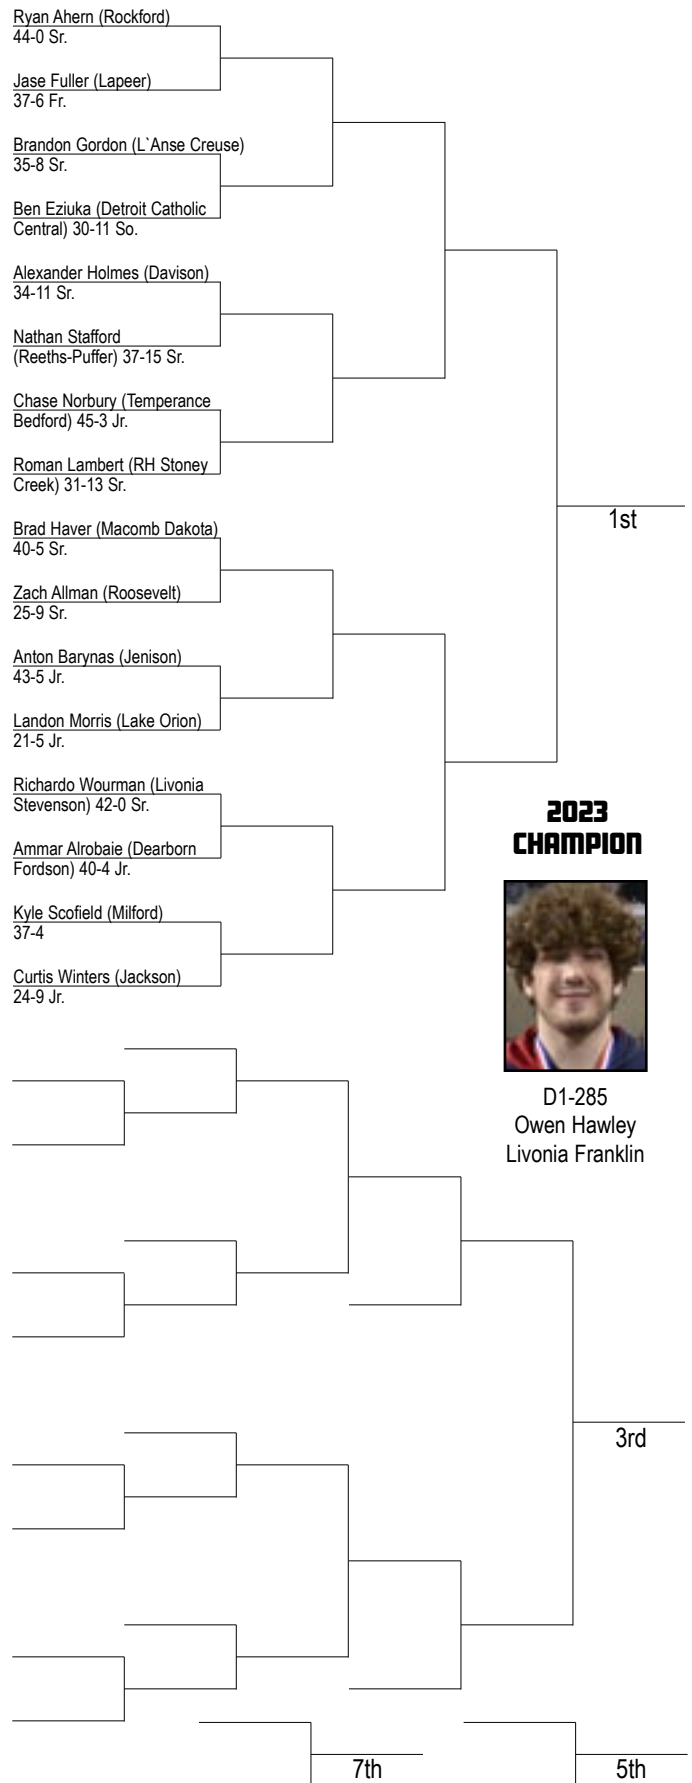 Ryan Ahern (Rockford)
44-0 Sr.
Jase Fuller (Lapeer)
37-6 Fr.
Brandon Gordon (L`Anse Creuse)
35-8 Sr.
Ben Eziuka (Detroit Catholic
Central) 30-11 So.
Alexander Holmes (Davison)
34-11 Sr.
Nathan Stafford
(Reeths-Puffer) 37-15 Sr.
Chase Norbury (Temperance
Bedford) 45-3 Jr.
Roman Lambert (RH Stoney
Creek) 31-13 Sr.
Brad Haver (Macomb Dakota)
40-5 Sr.
Zach Allman (Roosevelt)
25-9 Sr.
Anton Barynas (Jenison)
43-5 Jr.
Landon Morris (Lake Orion)
21-5 Jr.
Richardo Wourman (Livonia
Stevenson) 42-0 Sr.
Ammar Alrobaie (Dearborn
Fordson) 40-4 Jr.
Kyle Scofield (Milford)
37-4
Curtis Winters (Jackson)
24-9 Jr.
1st
2023
CHAMPION
D1-285
Owen Hawley
Livonia Franklin
3rd
7th
5th